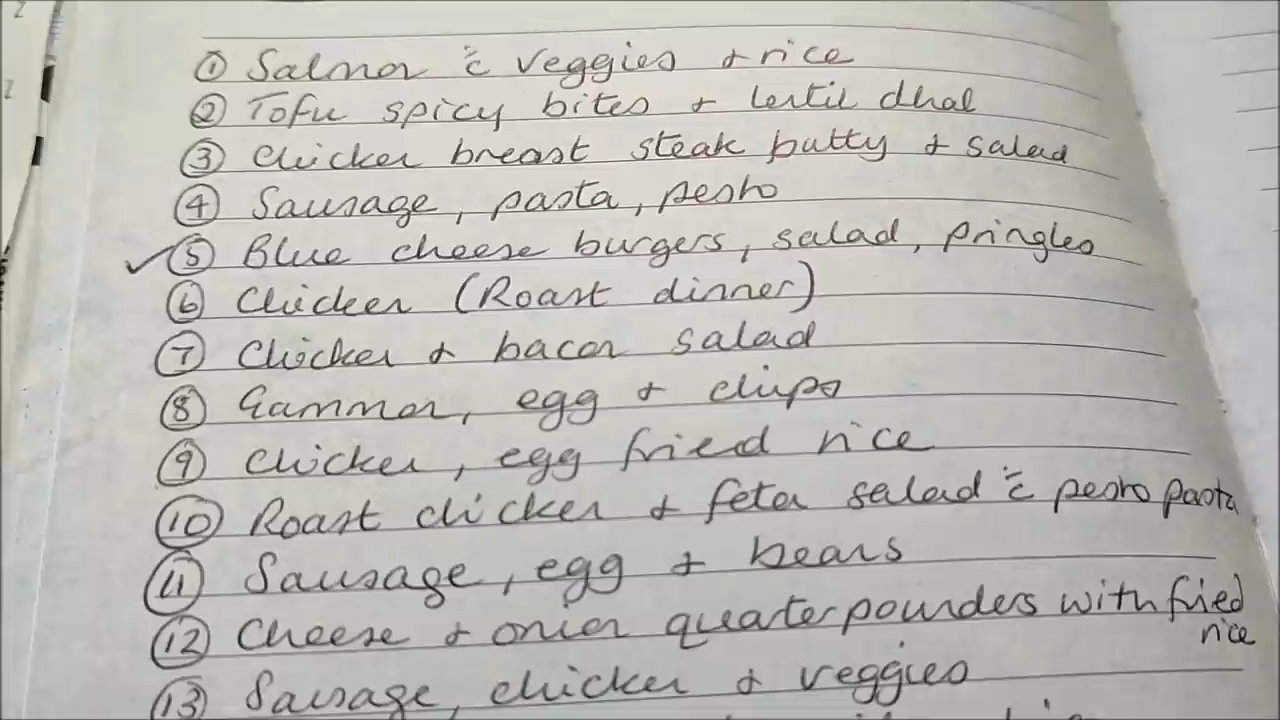 ① Salmon c̄ veggies + rice
② Tofu spicy bites + lentil dhal
③ Chicken breast steak butty + salad
④ Sausage, pasta, pesto
✓⑤ Blue cheese burgers, salad, pringles
⑥ Chicken (Roast dinner)
⑦ Chicken + bacon salad
⑧ Gammon, egg + chips
⑨ Chicken, egg fried rice
⑩ Roast chicken + feta salad c̄ pesto pasta
⑪ Sausage, egg + beans
⑫ Cheese + onion quarter pounders with fried
rice
⑬ Sausage, chicken + veggies